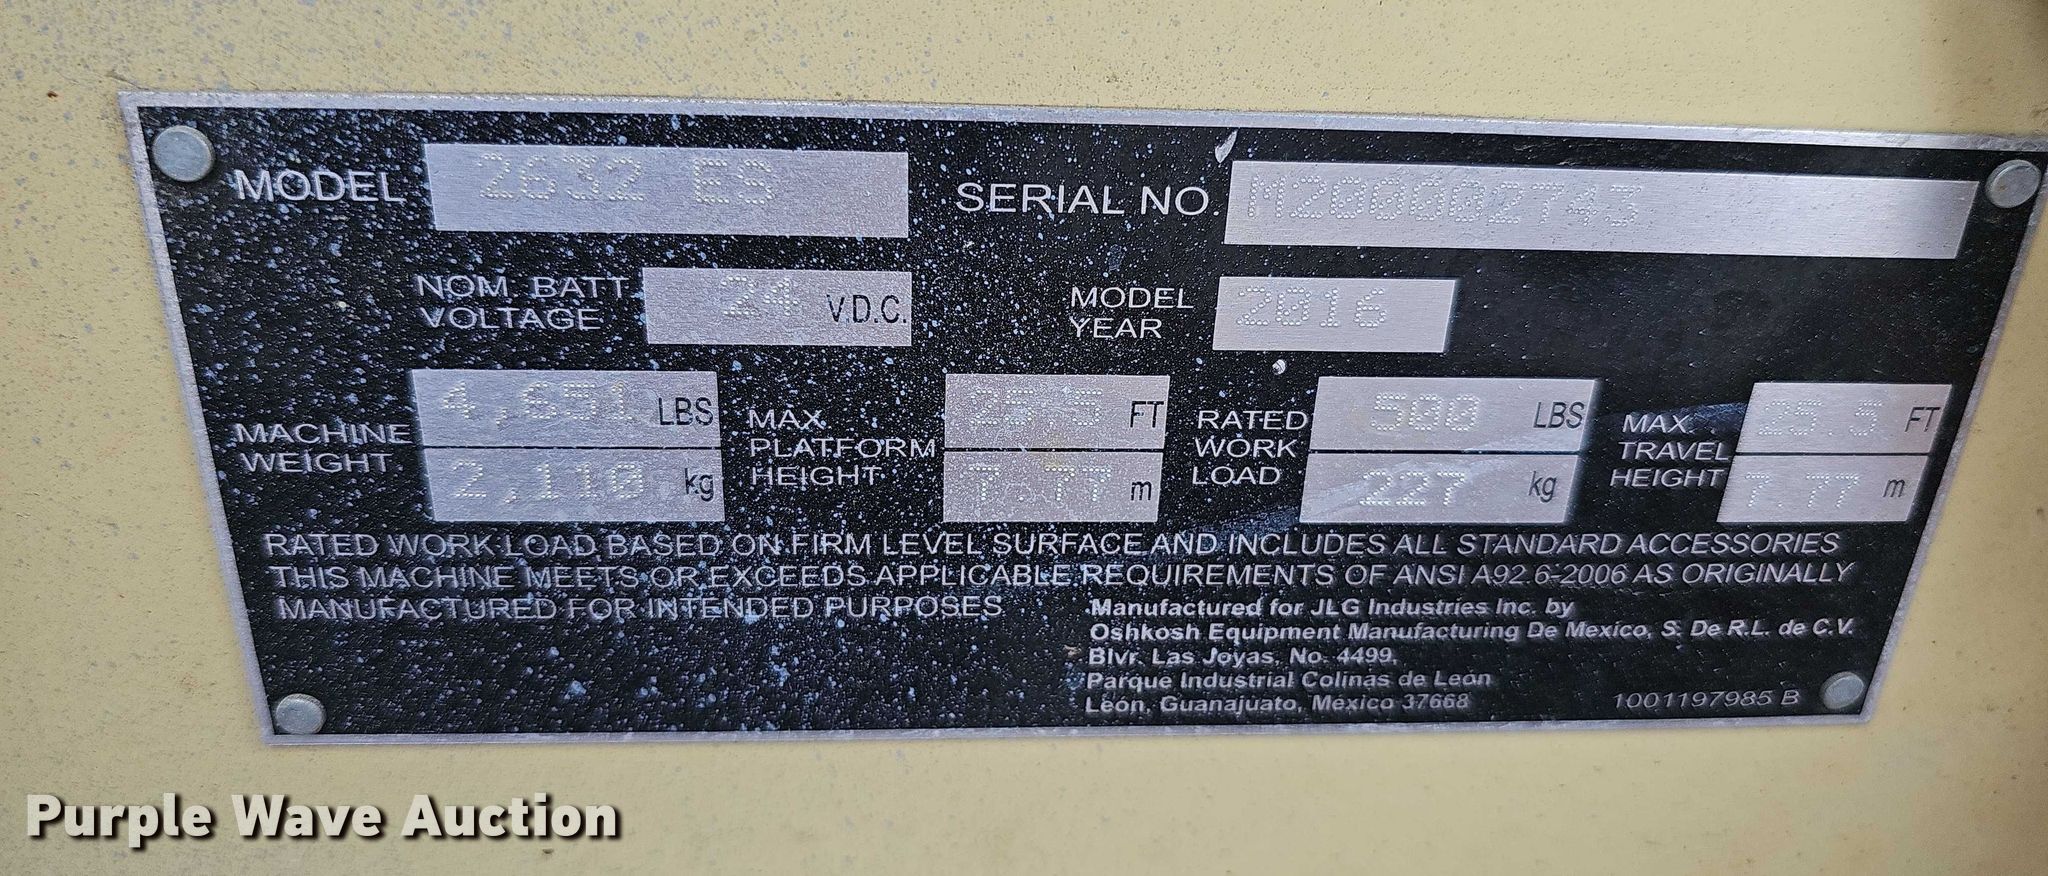 MODEL 2632 ES SERIAL NO. M200002743
NOM. BATT VOLTAGE 24 V.D.C. MODEL YEAR 2016
MACHINE WEIGHT 4,651 LBS 2,110 kg
MAX. PLATFORM HEIGHT 25.5 FT 7.77 m
RATED WORK LOAD 500 LBS 227 kg
MAX. TRAVEL HEIGHT 25.5 FT 7.77 m
RATED WORK LOAD BASED ON FIRM LEVEL SURFACE AND INCLUDES ALL STANDARD ACCESSORIES
THIS MACHINE MEETS OR EXCEEDS APPLICABLE REQUIREMENTS OF ANSI A92.6-2006 AS ORIGINALLY
MANUFACTURED FOR INTENDED PURPOSES
Manufactured for JLG Industries Inc. by
Oshkosh Equipment Manufacturing De Mexico, S. De R.L. de C.V.
Blvr. Las Joyas, No. 4499,
Parque Industrial Colinas de León
León, Guanajuato, México 37668
1001197985 B
Purple Wave Auction